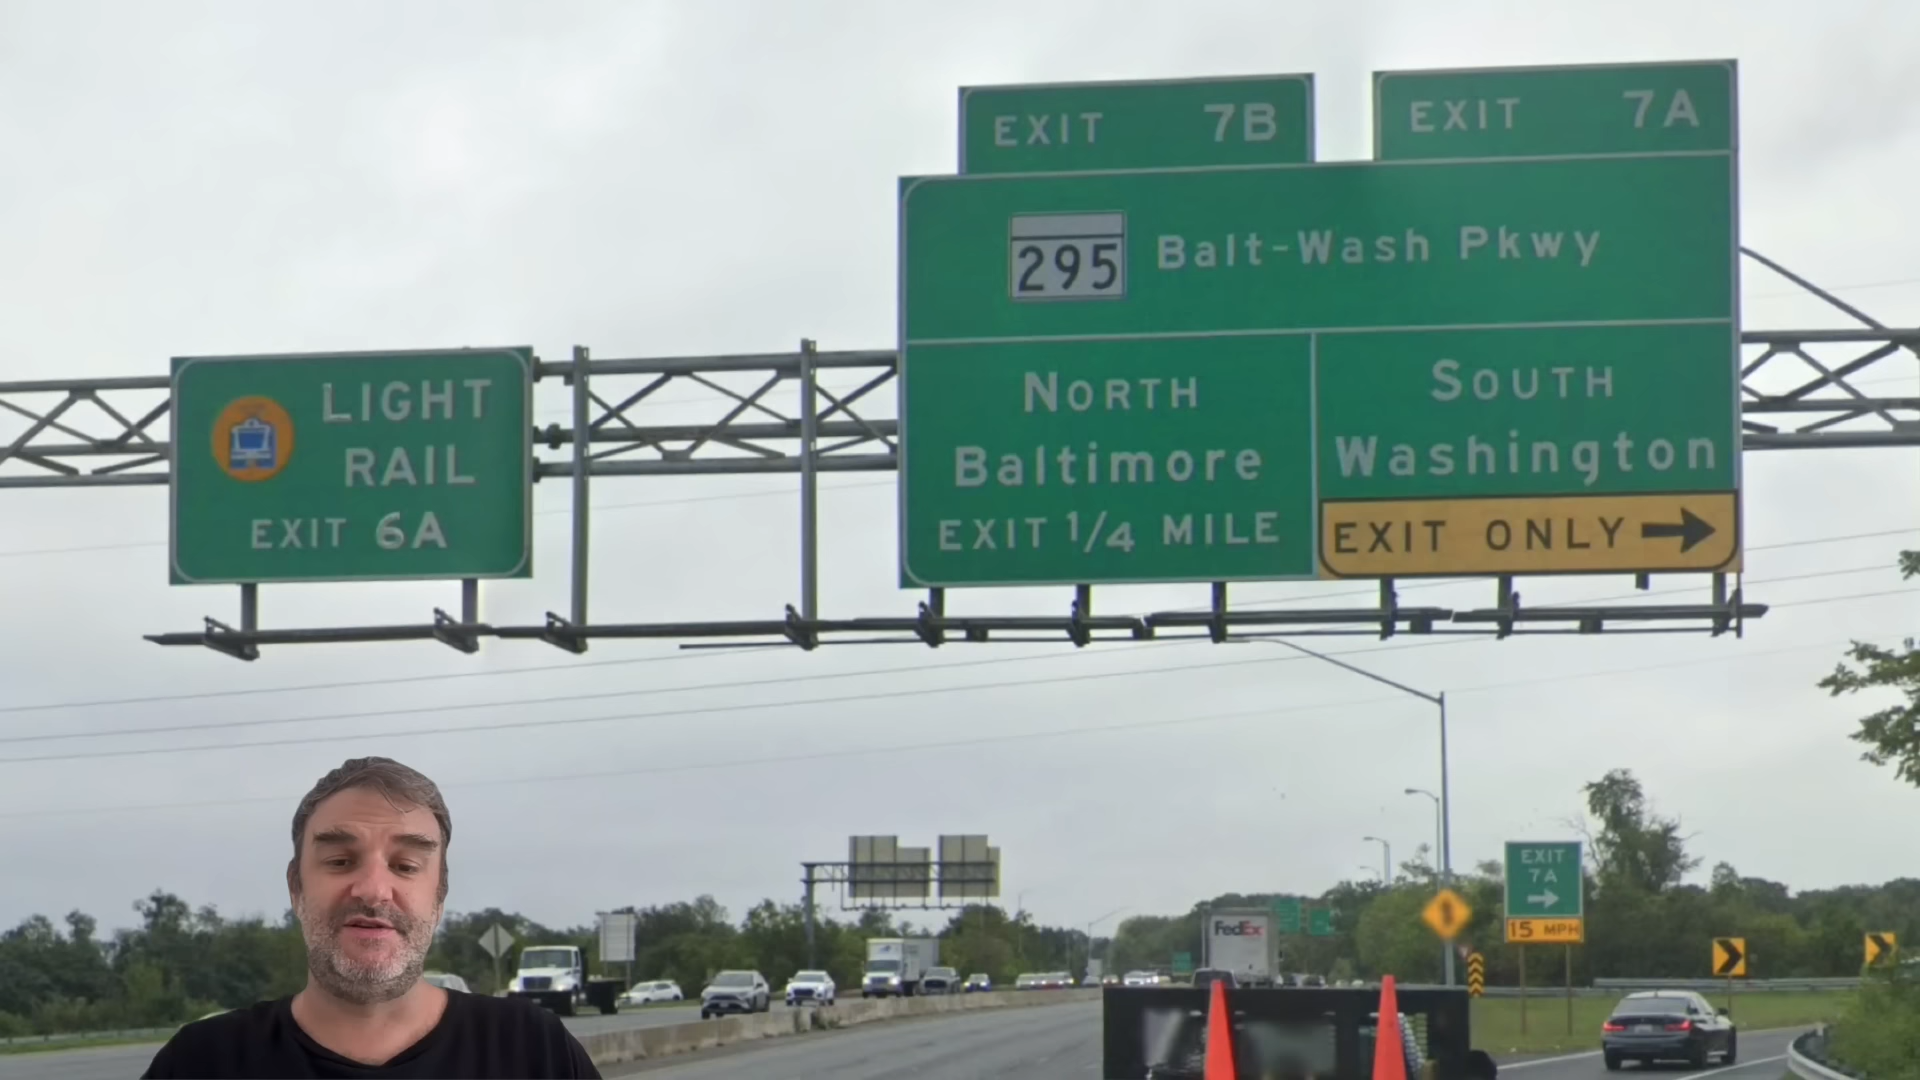 EXIT 7B
EXIT 7A
295 Balt-Wash Pkwy
LIGHT
RAIL
EXIT 6A
NORTH
Baltimore
EXIT 1/4 MILE
SOUTH
Washington
EXIT ONLY
EXIT
7A
15 MPH
FedEx